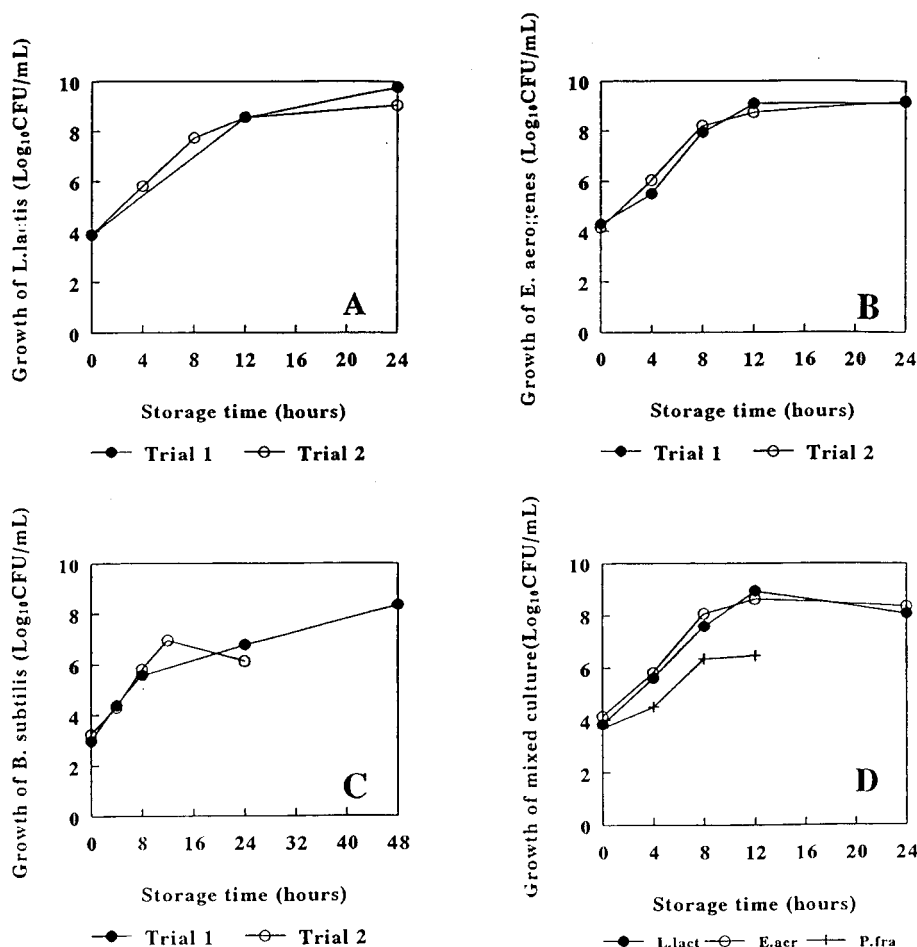 Growth of L.lactis (Log₁₀CFU/mL)
10
8
6
4
2
0
A
0 4 8 12 16 20 24
Storage time (hours)
Trial 1 Trial 2
Growth of E. aerogenes (Log₁₀CFU/mL)
10
8
6
4
2
0
B
0 4 8 12 16 20 24
Storage time (hours)
Trial 1 Trial 2
Growth of B. subtilis (Log₁₀CFU/mL)
10
8
6
4
2
0
C
0 8 16 24 32 40 48
Storage time (hours)
Trial 1 Trial 2
Growth of mixed culture(Log₁₀CFU/mL)
10
8
6
4
2
0
D
0 4 8 12 16 20 24
Storage time (hours)
L.lact E.aer P.fra